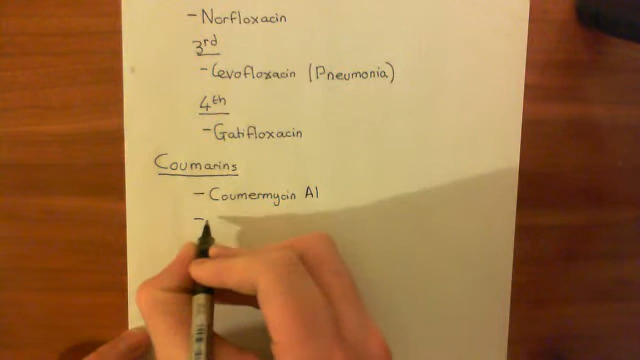 - Norfloxacin
3rd
- Levofloxacin (Pneumonia)
4th
- Gatifloxacin
Coumarins
- Coumermycin A1
-